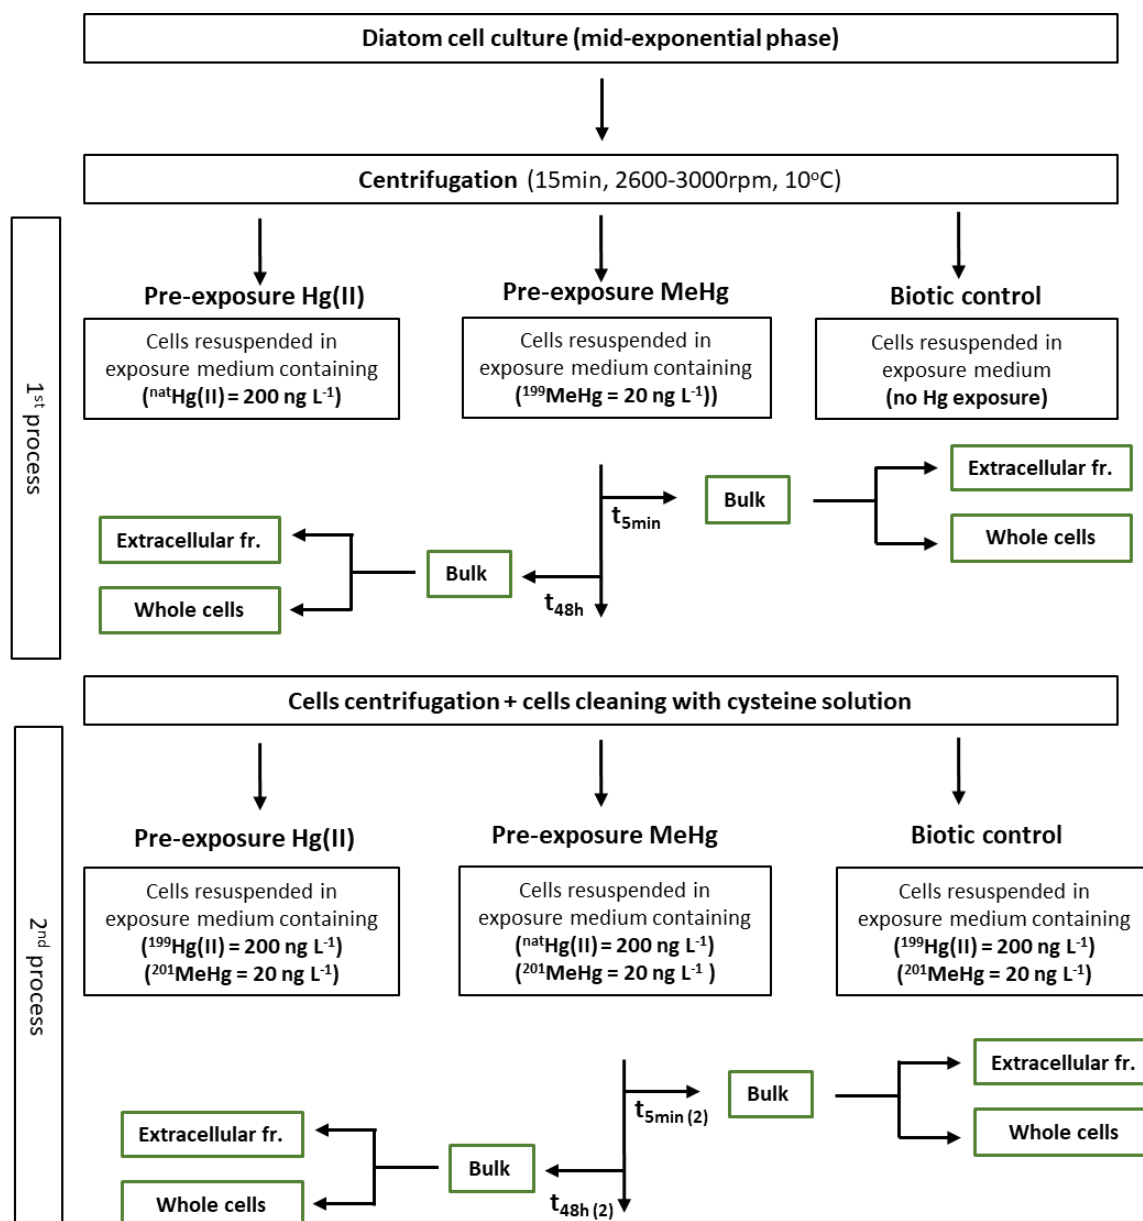 Diatom cell culture (mid-exponential phase)
Centrifugation (15min, 2600-3000rpm, 10°C)
1st process
Pre-exposure Hg(II)
Cells resuspended in
exposure medium containing
(natHg(II) = 200 ng L-1)
Pre-exposure MeHg
Cells resuspended in
exposure medium containing
(199MeHg = 20 ng L-1))
Biotic control
Cells resuspended in
exposure medium
(no Hg exposure)
t5min
Bulk
Extracellular fr.
Whole cells
t48h
Bulk
Extracellular fr.
Whole cells
Cells centrifugation + cells cleaning with cysteine solution
2nd process
Pre-exposure Hg(II)
Cells resuspended in
exposure medium containing
(199Hg(II) = 200 ng L-1)
(201MeHg = 20 ng L-1)
Pre-exposure MeHg
Cells resuspended in
exposure medium containing
(natHg(II) = 200 ng L-1)
(201MeHg = 20 ng L-1 )
Biotic control
Cells resuspended in
exposure medium containing
(199Hg(II) = 200 ng L-1)
(201MeHg = 20 ng L-1)
t5min (2)
Bulk
Extracellular fr.
Whole cells
t48h (2)
Bulk
Extracellular fr.
Whole cells